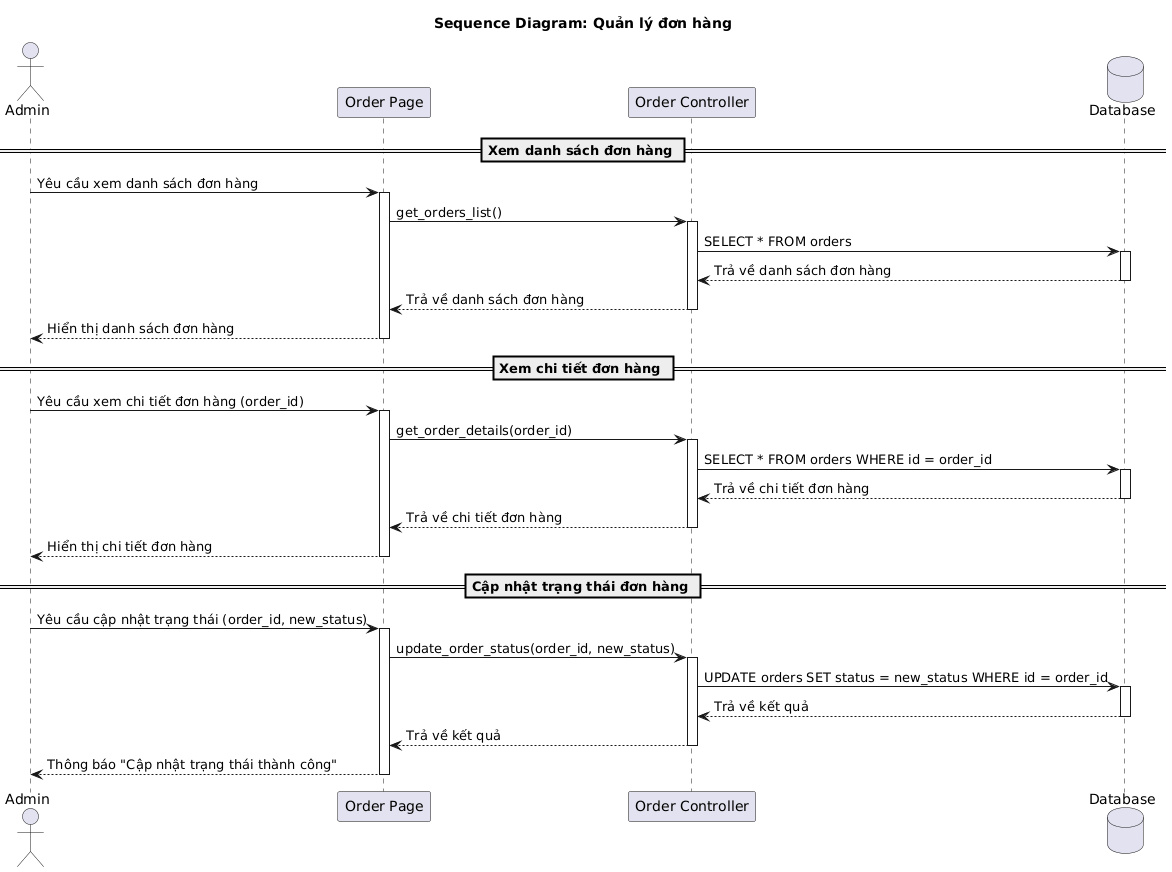 Sequence Diagram: Quản lý đơn hàng
Admin
Order Page
Order Controller
Database
Xem danh sách đơn hàng
Yêu cầu xem danh sách đơn hàng
get_orders_list()
SELECT * FROM orders
Trả về danh sách đơn hàng
Trả về danh sách đơn hàng
Hiển thị danh sách đơn hàng
Xem chi tiết đơn hàng
Yêu cầu xem chi tiết đơn hàng (order_id)
get_order_details(order_id)
SELECT * FROM orders WHERE id = order_id
Trả về chi tiết đơn hàng
Trả về chi tiết đơn hàng
Hiển thị chi tiết đơn hàng
Cập nhật trạng thái đơn hàng
Yêu cầu cập nhật trạng thái (order_id, new_status)
update_order_status(order_id, new_status)
UPDATE orders SET status = new_status WHERE id = order_id
Trả về kết quả
Trả về kết quả
Thông báo "Cập nhật trạng thái thành công"
Admin
Order Page
Order Controller
Database